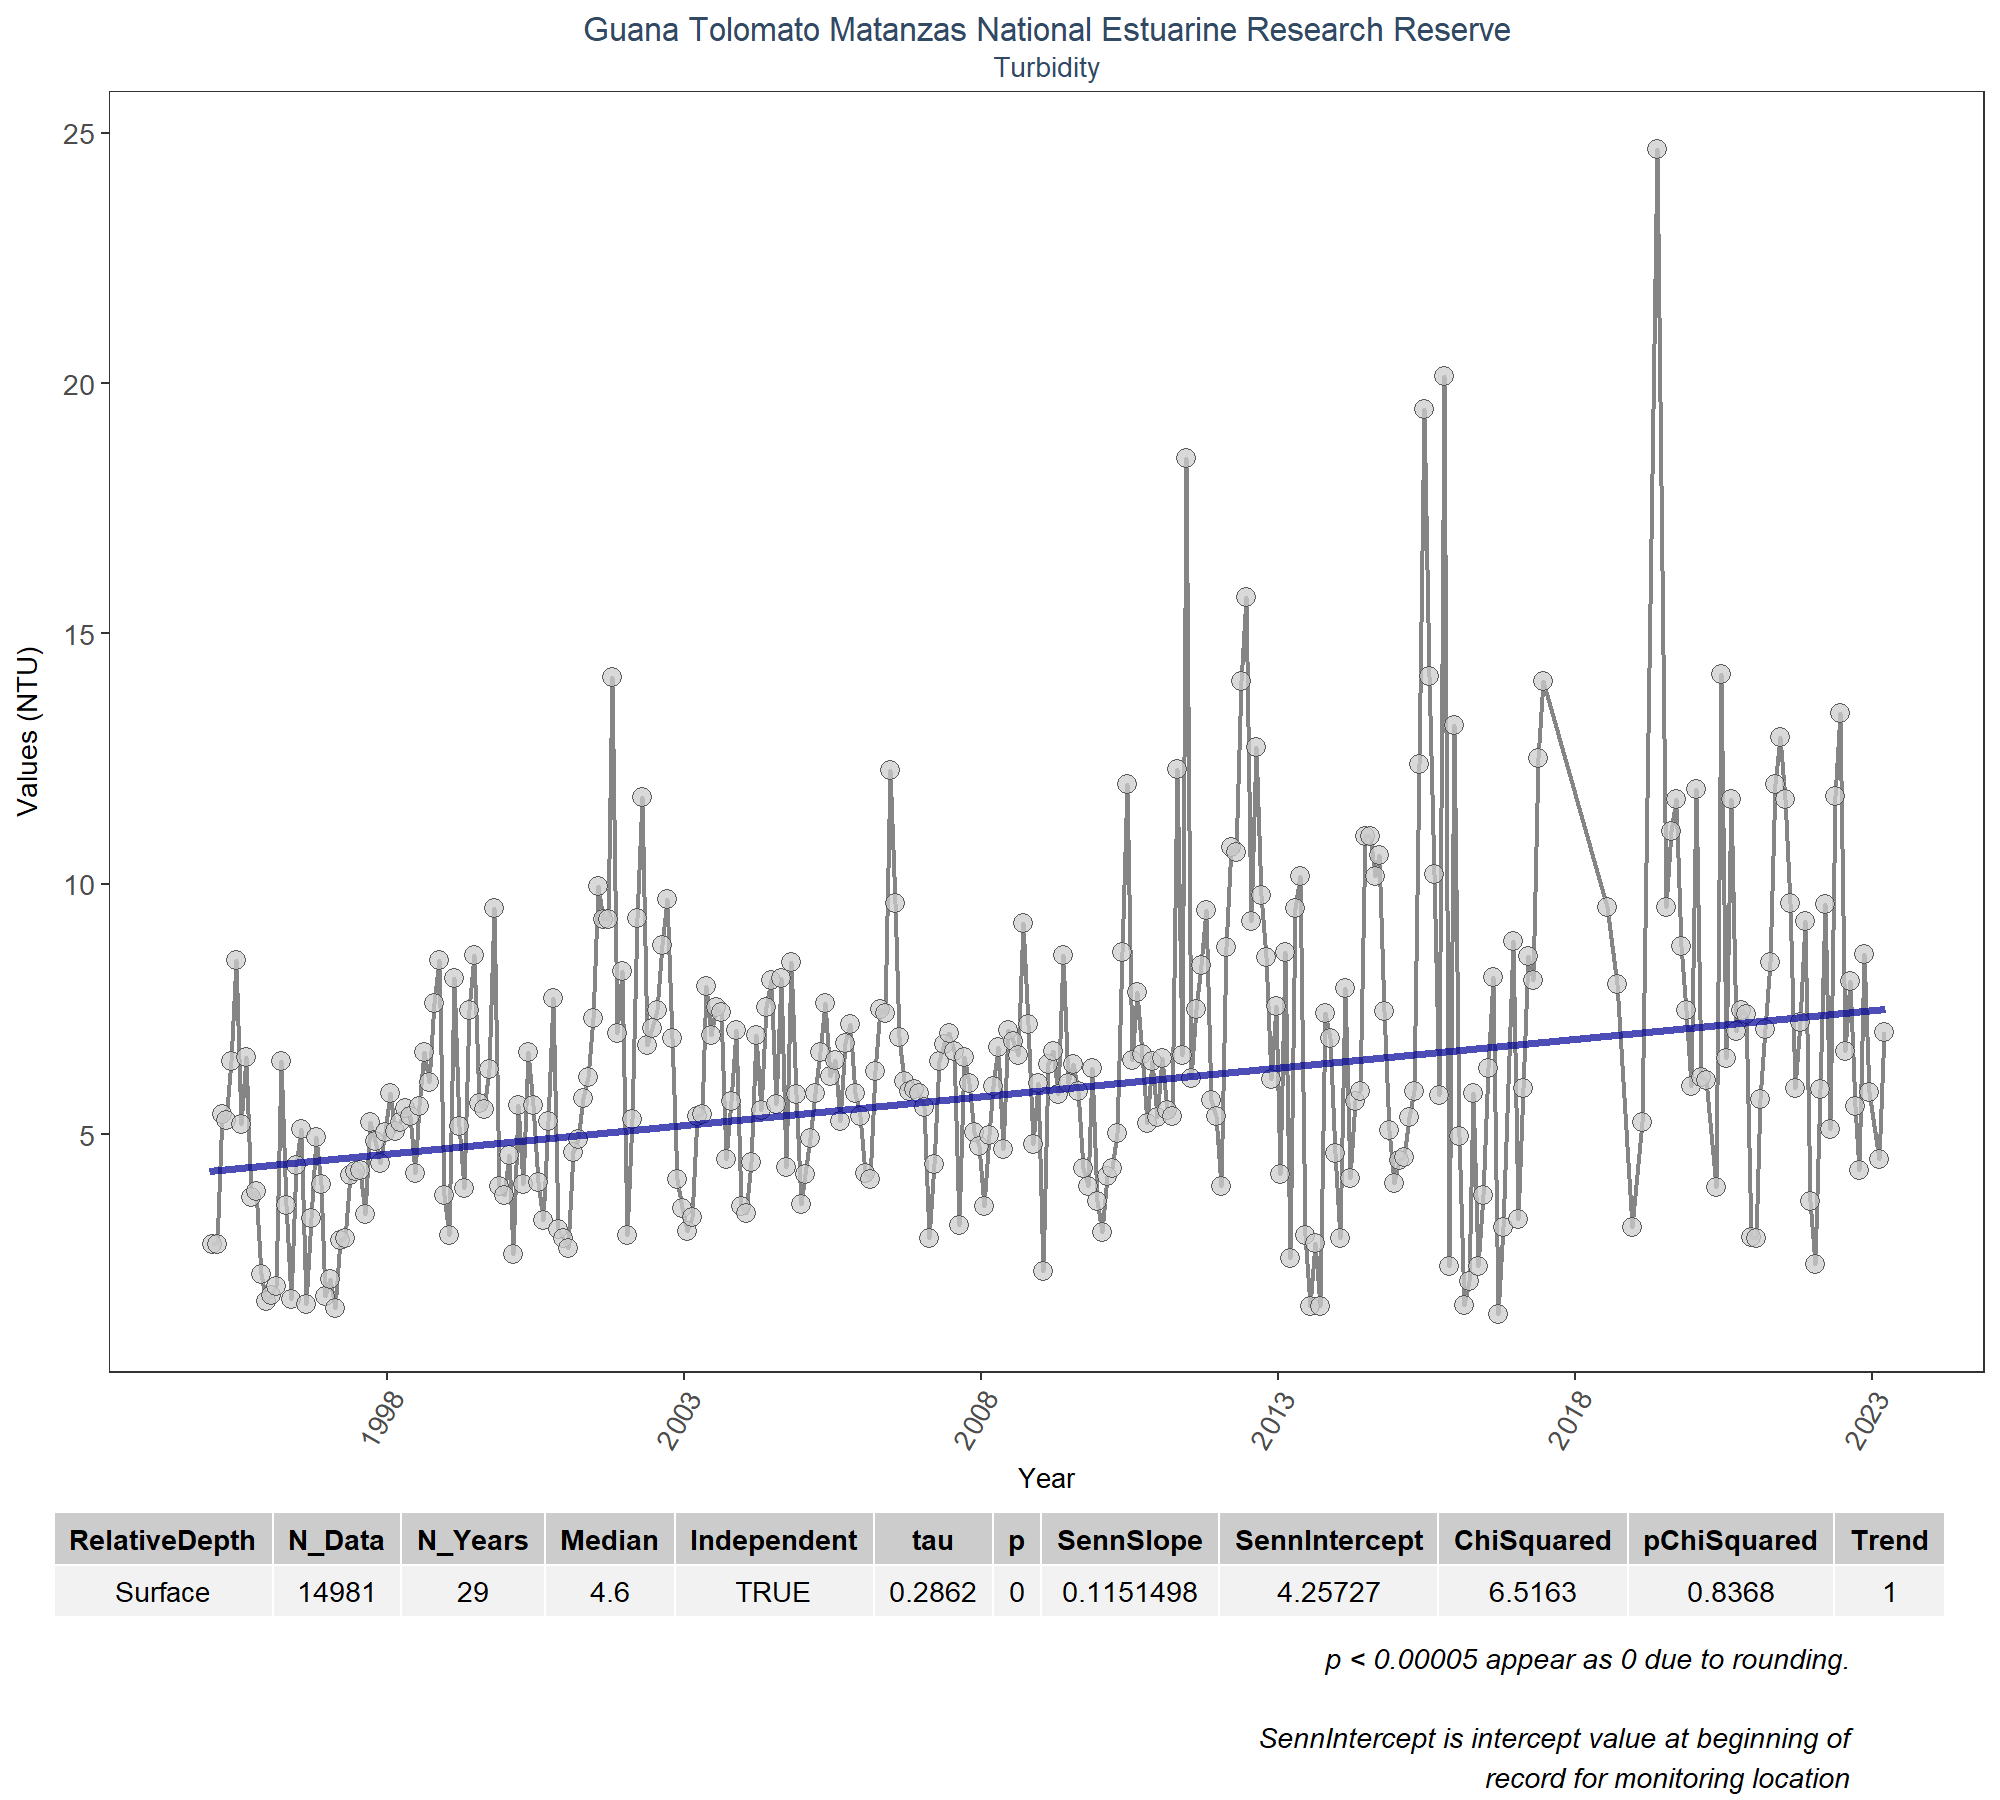 Guana Tolomato Matanzas National Estuarine Research Reserve
Turbidity
25
20
15
10
5
Values (NTU)
1998
2003
2008
2013
2018
2023
Year
RelativeDepth N_Data N_Years Median Independent tau p SennSlope SennIntercept ChiSquared pChiSquared Trend
Surface 14981 29 4.6 TRUE 0.2862 0 0.1151498 4.25727 6.5163 0.8368 1
p < 0.00005 appear as 0 due to rounding.
SennIntercept is intercept value at beginning of
record for monitoring location